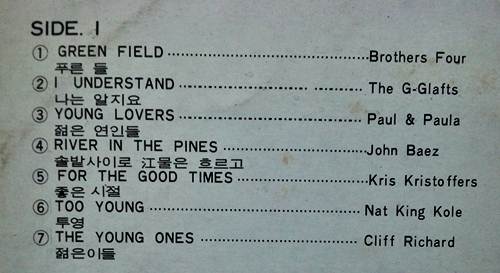 SIDE. I
① GREEN FIELD Brothers Four
푸른 들
② I UNDERSTAND The G-Glafts
나는 알지요
③ YOUNG LOVERS Paul & Paula
젊은 연인들
④ RIVER IN THE PINES John Baez
솔밭사이로 江물은 흐르고
⑤ FOR THE GOOD TIMES Kris Kristoffers
좋은 시절
⑥ TOO YOUNG Nat King Kole
투영
⑦ THE YOUNG ONES Cliff Richard
젊은이들